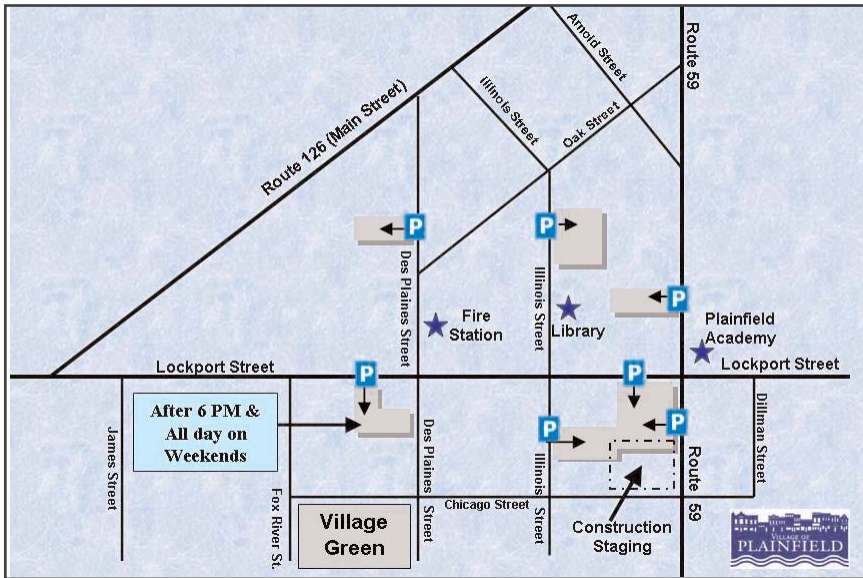 Arnold Street
Route 59
Illinois Street
Oak Street
Route 126 (Main Street)
P
P
Des Plaines Street
Illinois Street
P
Fire
Station
Library
Plainfield
Academy
Lockport Street
Lockport Street
P
P
After 6 PM &
All day on
Weekends
James Street
Fox River St.
Des Plaines
Street
P
P
Illinois
Street
Route
59
Dillman Street
Chicago Street
Village
Green
Construction
Staging
VILLAGE OF
PLAINFIELD